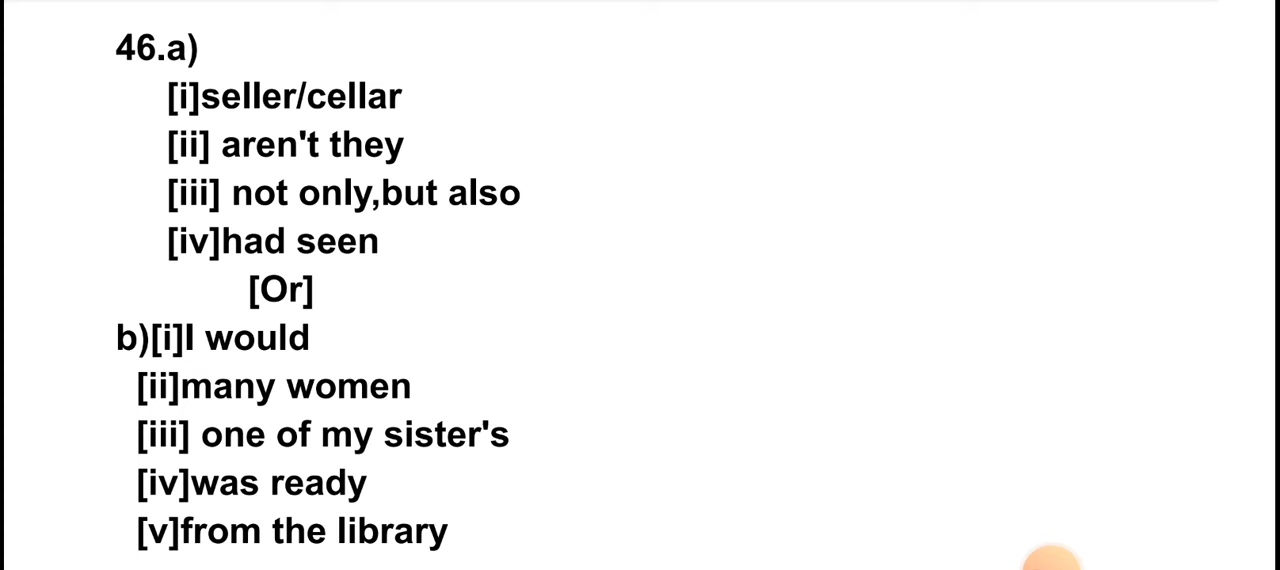 46.a)
[i]seller/cellar
[ii] aren't they
[iii] not only,but also
[iv]had seen
[Or]
b)[i]I would
[ii]many women
[iii] one of my sister's
[iv]was ready
[v]from the library